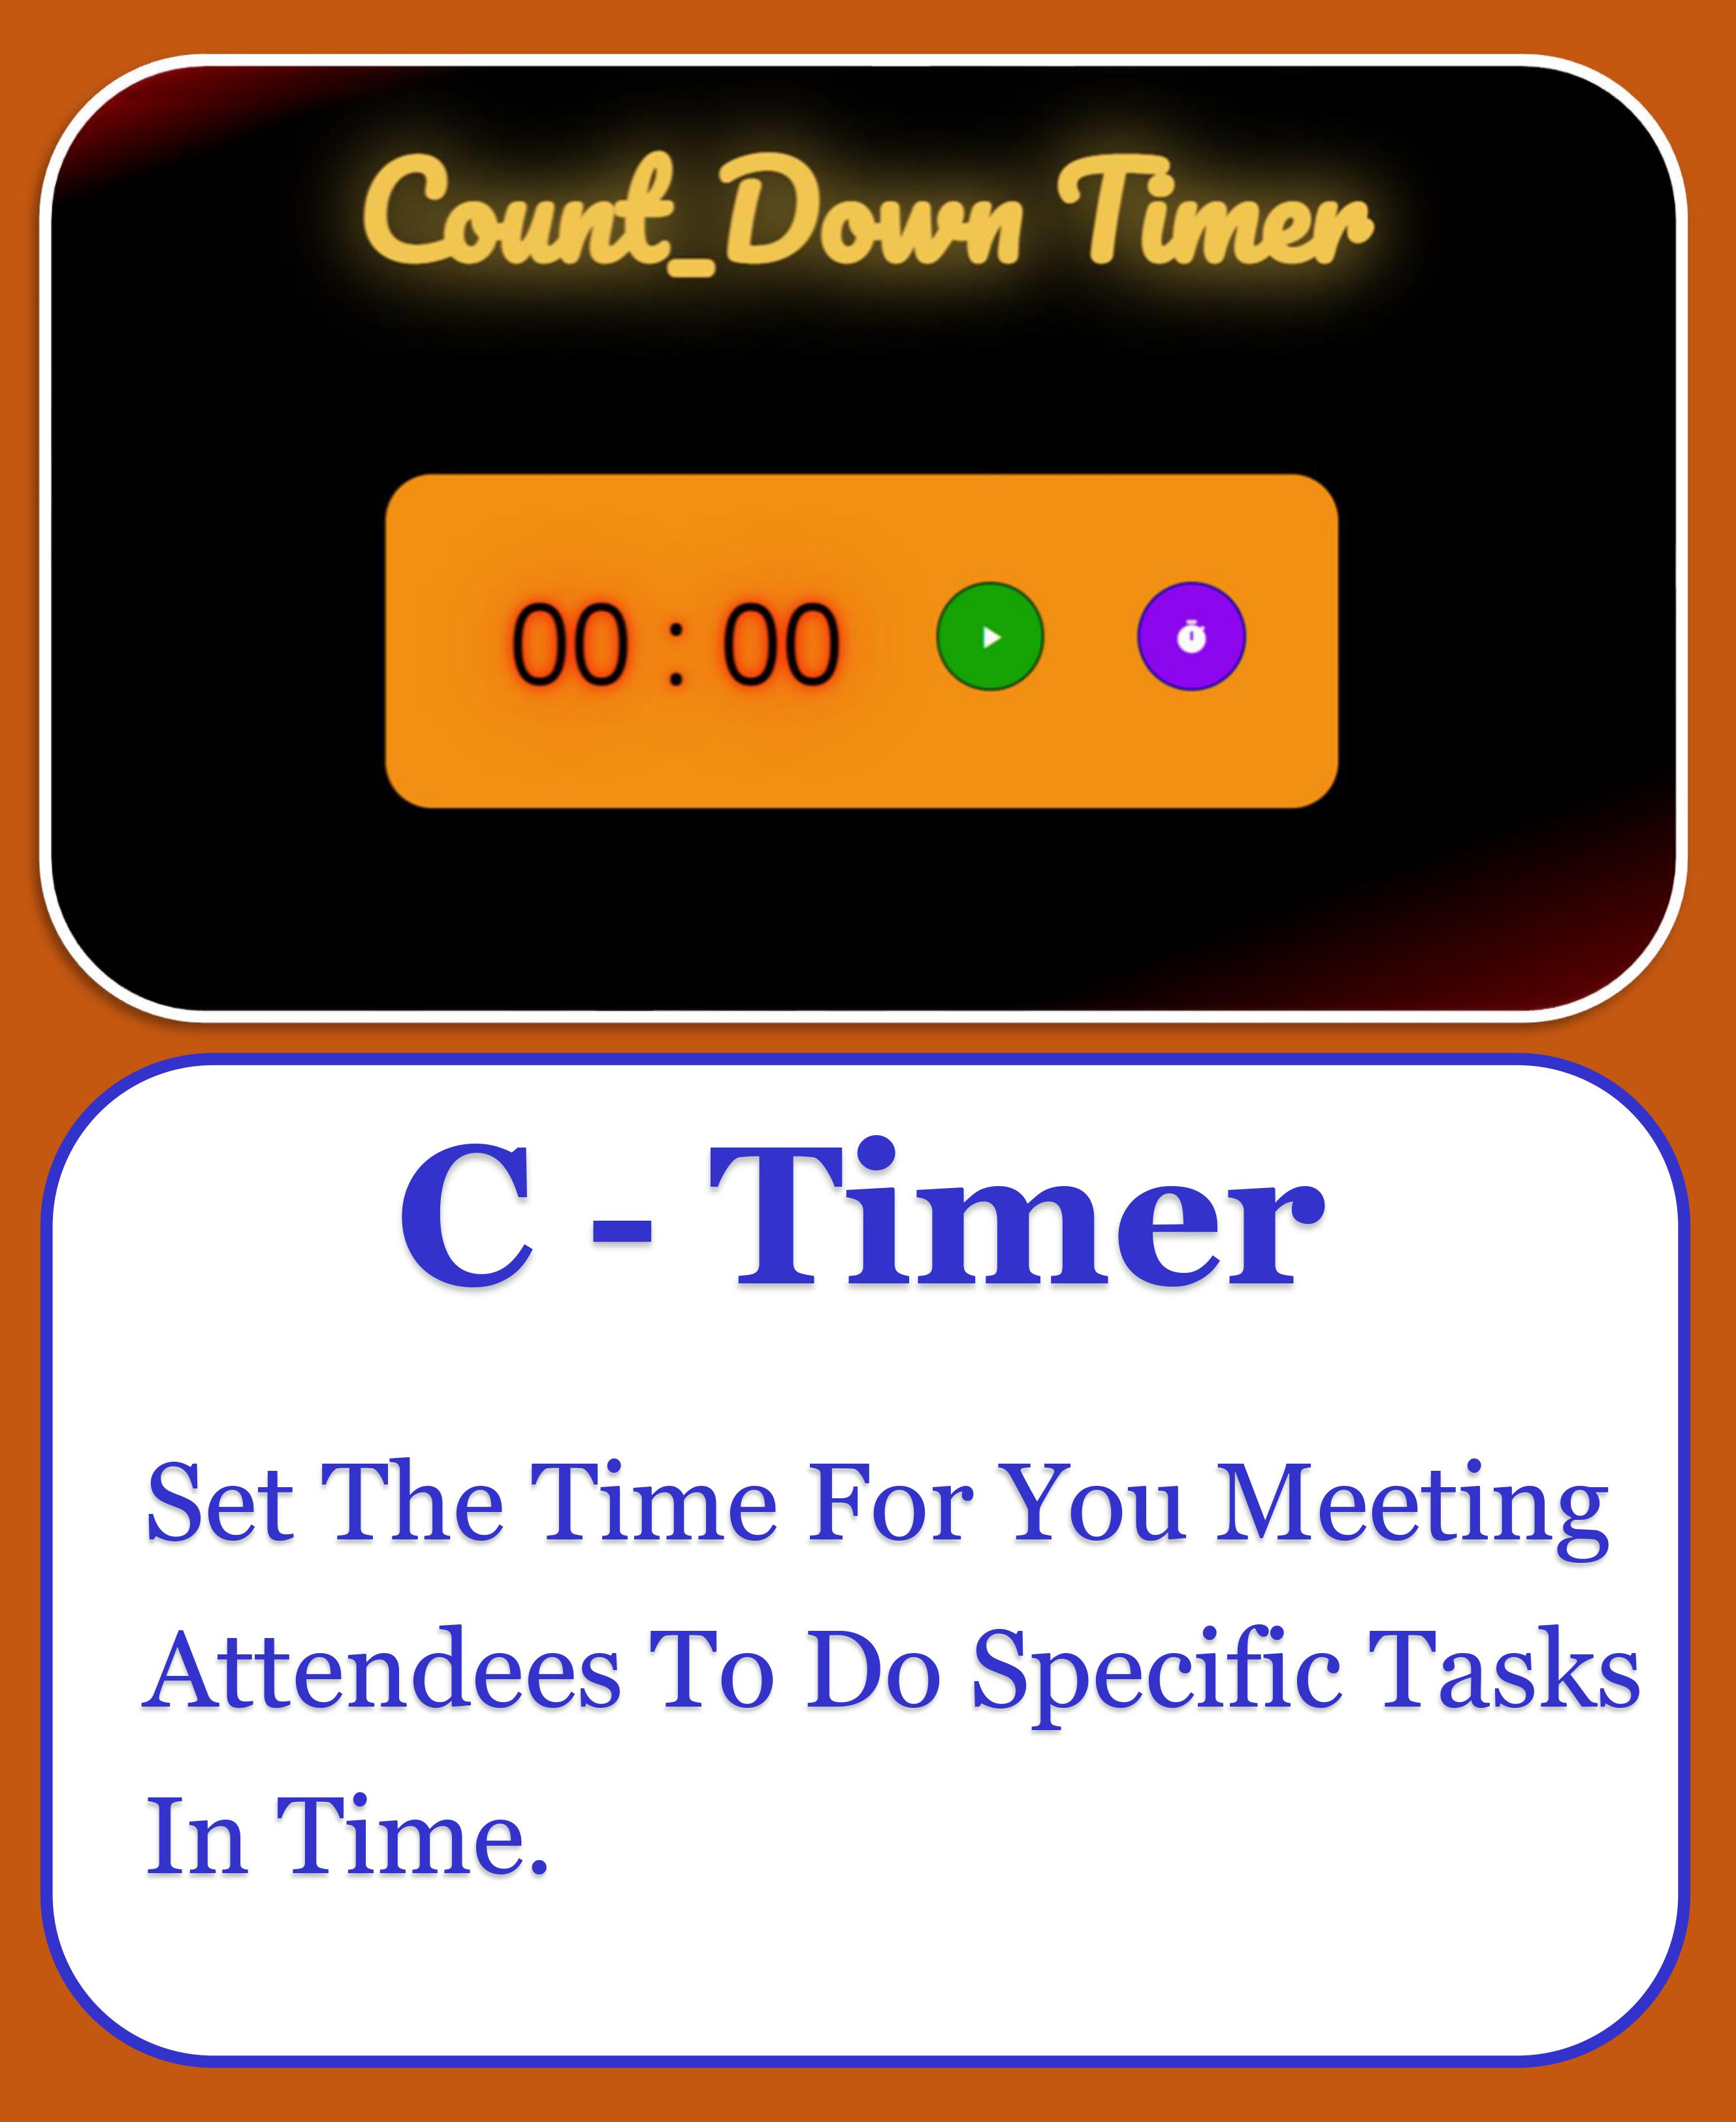 Count_Down Timer
00 : 00
C - Timer
Set The Time For You Meeting
Attendees To Do Specific Tasks
In Time.